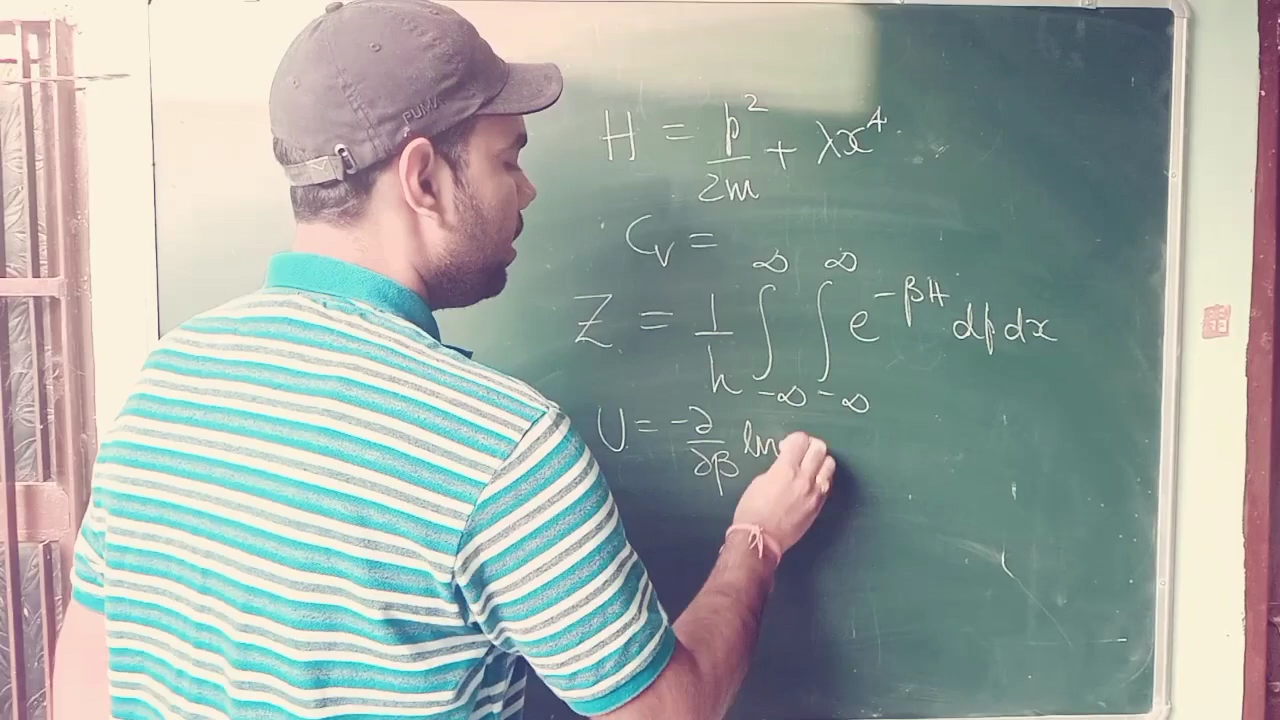 PUMA
H = p²/2m + λx⁴
Cᵥ =
Z = 1/h ∫_{-∞}^{∞} ∫_{-∞}^{∞} e^{-βH} dp dx
U = -∂/∂β ln